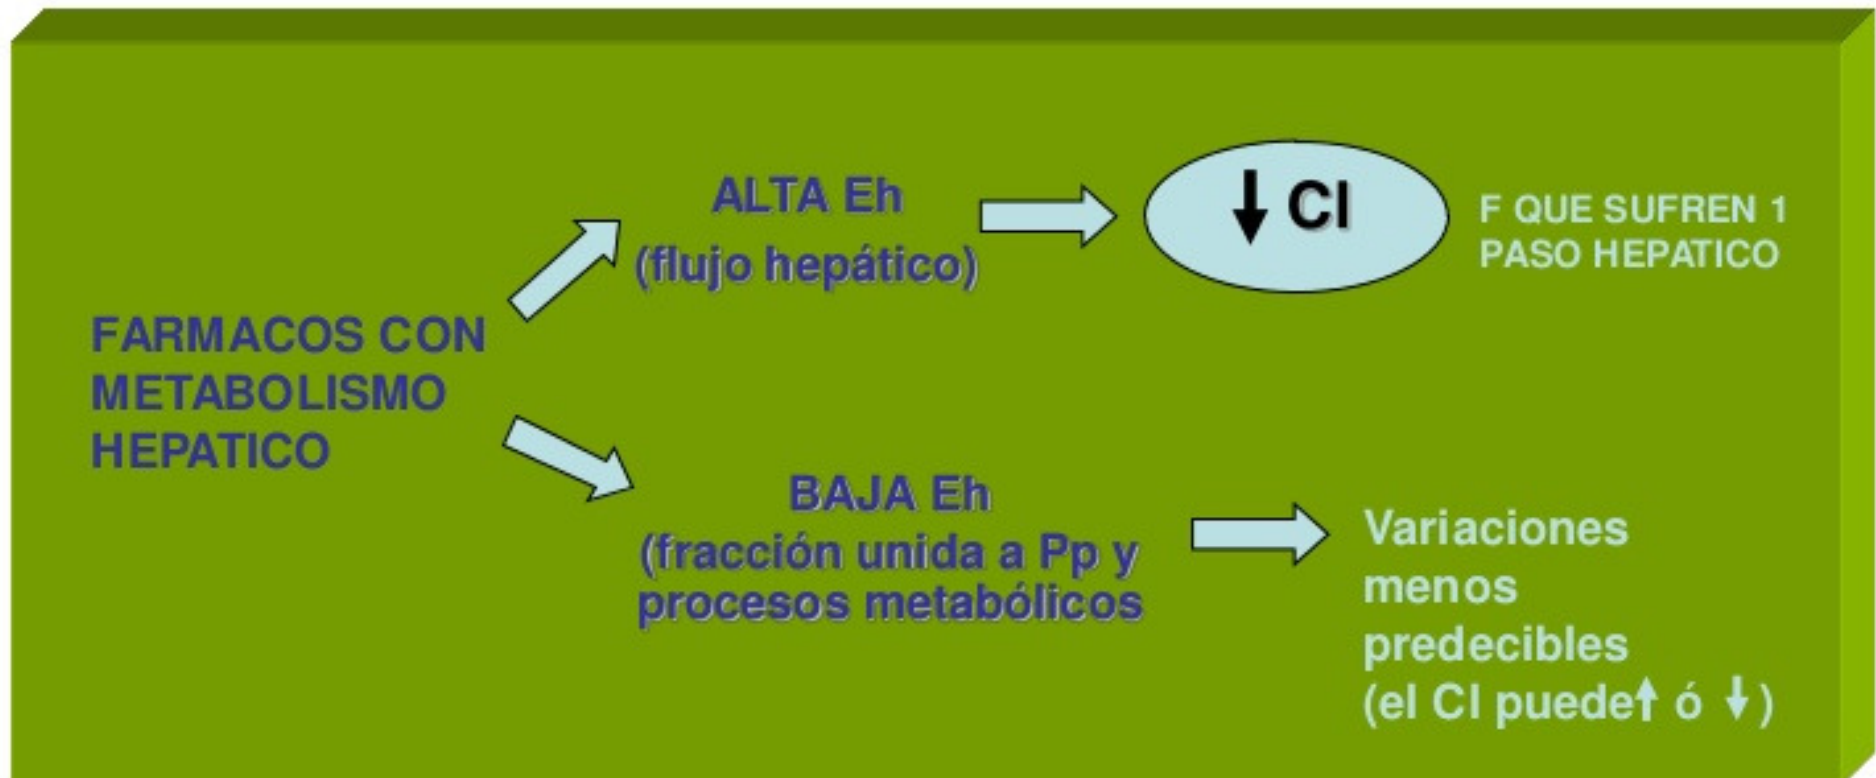 FARMACOS CON
METABOLISMO
HEPATICO
ALTA Eh
(flujo hepático)
↓ Cl
F QUE SUFREN 1
PASO HEPATICO
BAJA Eh
(fracción unida a Pp y
procesos metabólicos
Variaciones
menos
predecibles
(el Cl puede↑ ó ↓)